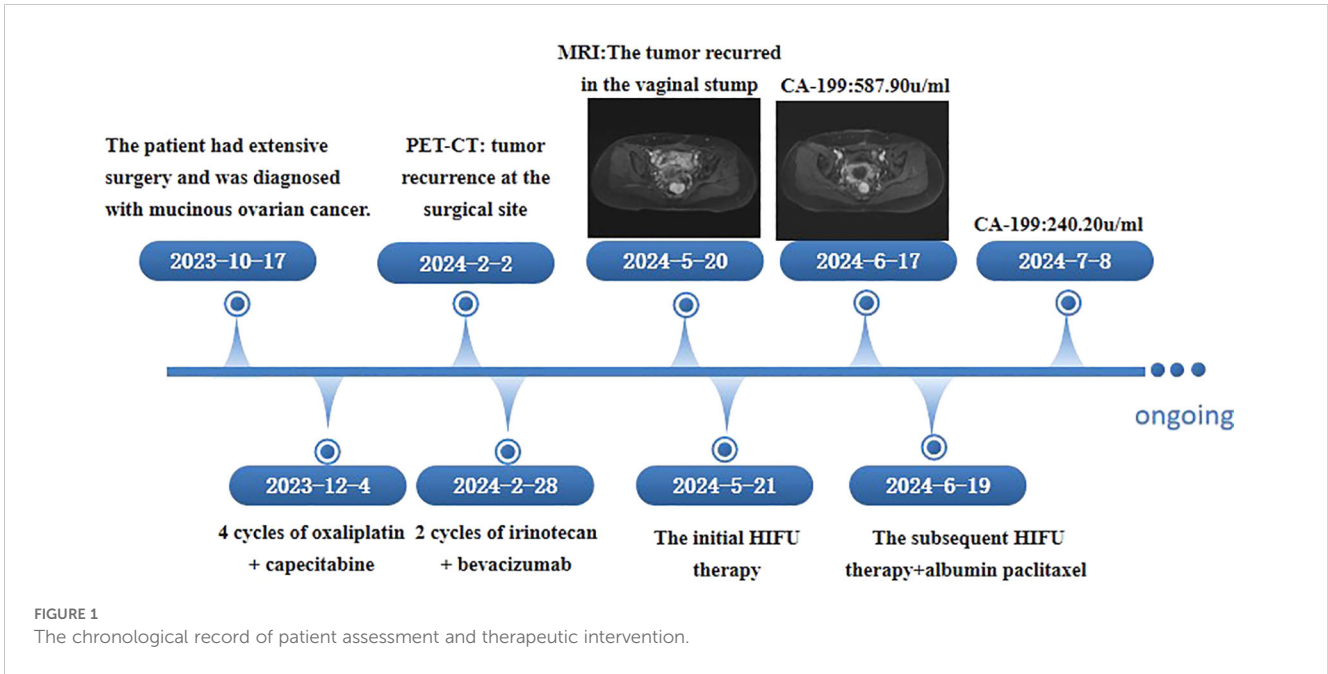 The patient had extensive
surgery and was diagnosed
with mucinous ovarian cancer.
2023-10-17
PET-CT: tumor
recurrence at the
surgical site
2024-2-2
MRI:The tumor recurred
in the vaginal stump
2024-5-20
CA-199:587.90u/ml
2024-6-17
CA-199:240.20u/ml
2024-7-8
ongoing
2023-12-4
4 cycles of oxaliplatin
+ capecitabine
2024-2-28
2 cycles of irinotecan
+ bevacizumab
2024-5-21
The initial HIFU
therapy
2024-6-19
The subsequent HIFU
therapy+albumin paclitaxel
FIGURE 1
The chronological record of patient assessment and therapeutic intervention.